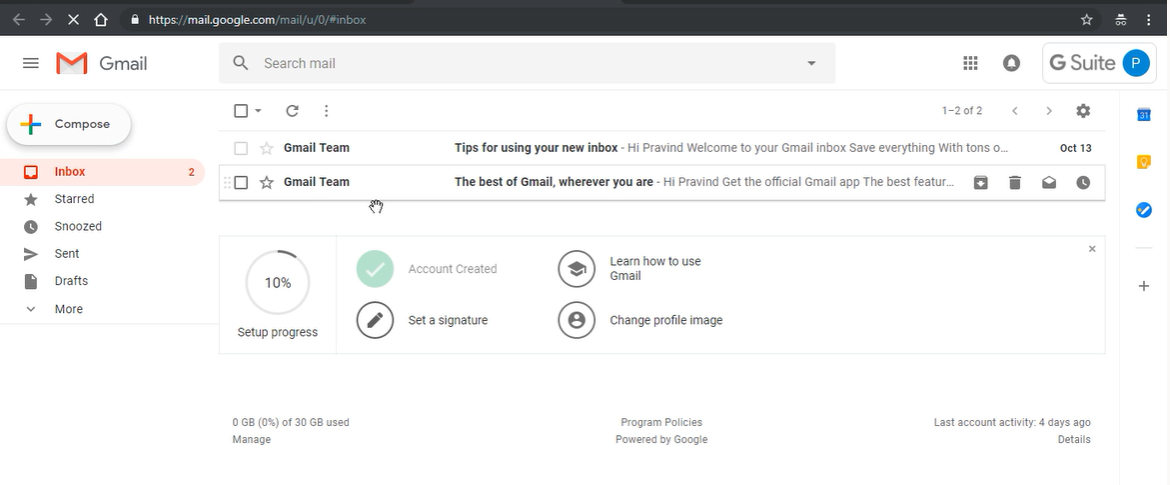 https://mail.google.com/mail/u/0/#inbox
Gmail
Search mail
G Suite P
Compose
1–2 of 2
31
Inbox 2
Starred
Snoozed
Sent
Drafts
More
Gmail Team Tips for using your new inbox - Hi Pravind Welcome to your Gmail inbox Save everything With tons o... Oct 13
Gmail Team The best of Gmail, wherever you are - Hi Pravind Get the official Gmail app The best featur...
10%
Setup progress
Account Created
Set a signature
Learn how to use
Gmail
Change profile image
×
0 GB (0%) of 30 GB used
Manage
Program Policies
Powered by Google
Last account activity: 4 days ago
Details